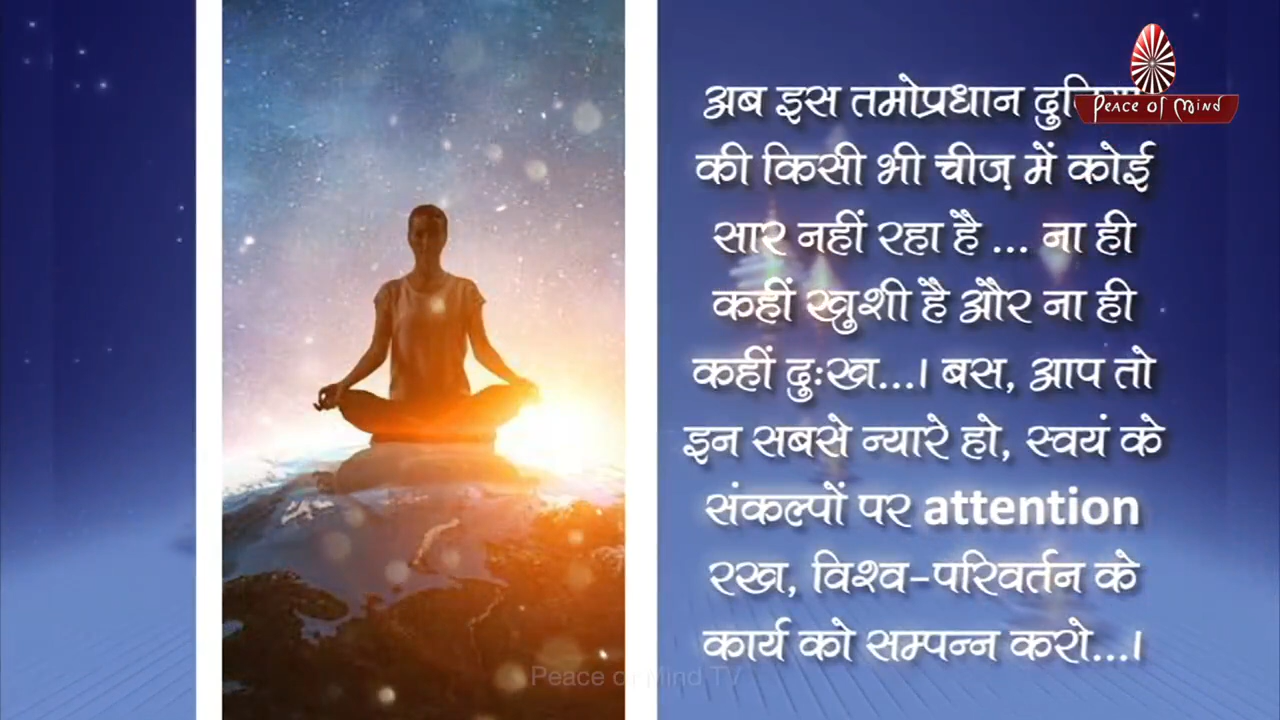 अब इस तमोप्रधान
Peace of Mind
की किसी भी चीज़ में कोई
सार नहीं रहा है ... ना ही
कहीं खुशी है और ना ही
कहीं दुःख...। बस, आप तो
इन सबसे न्यारे हो, स्वयं के
संकल्पों पर attention
रख, विश्व-परिवर्तन के
कार्य को सम्पन्न करो...।
Peace of Mind TV